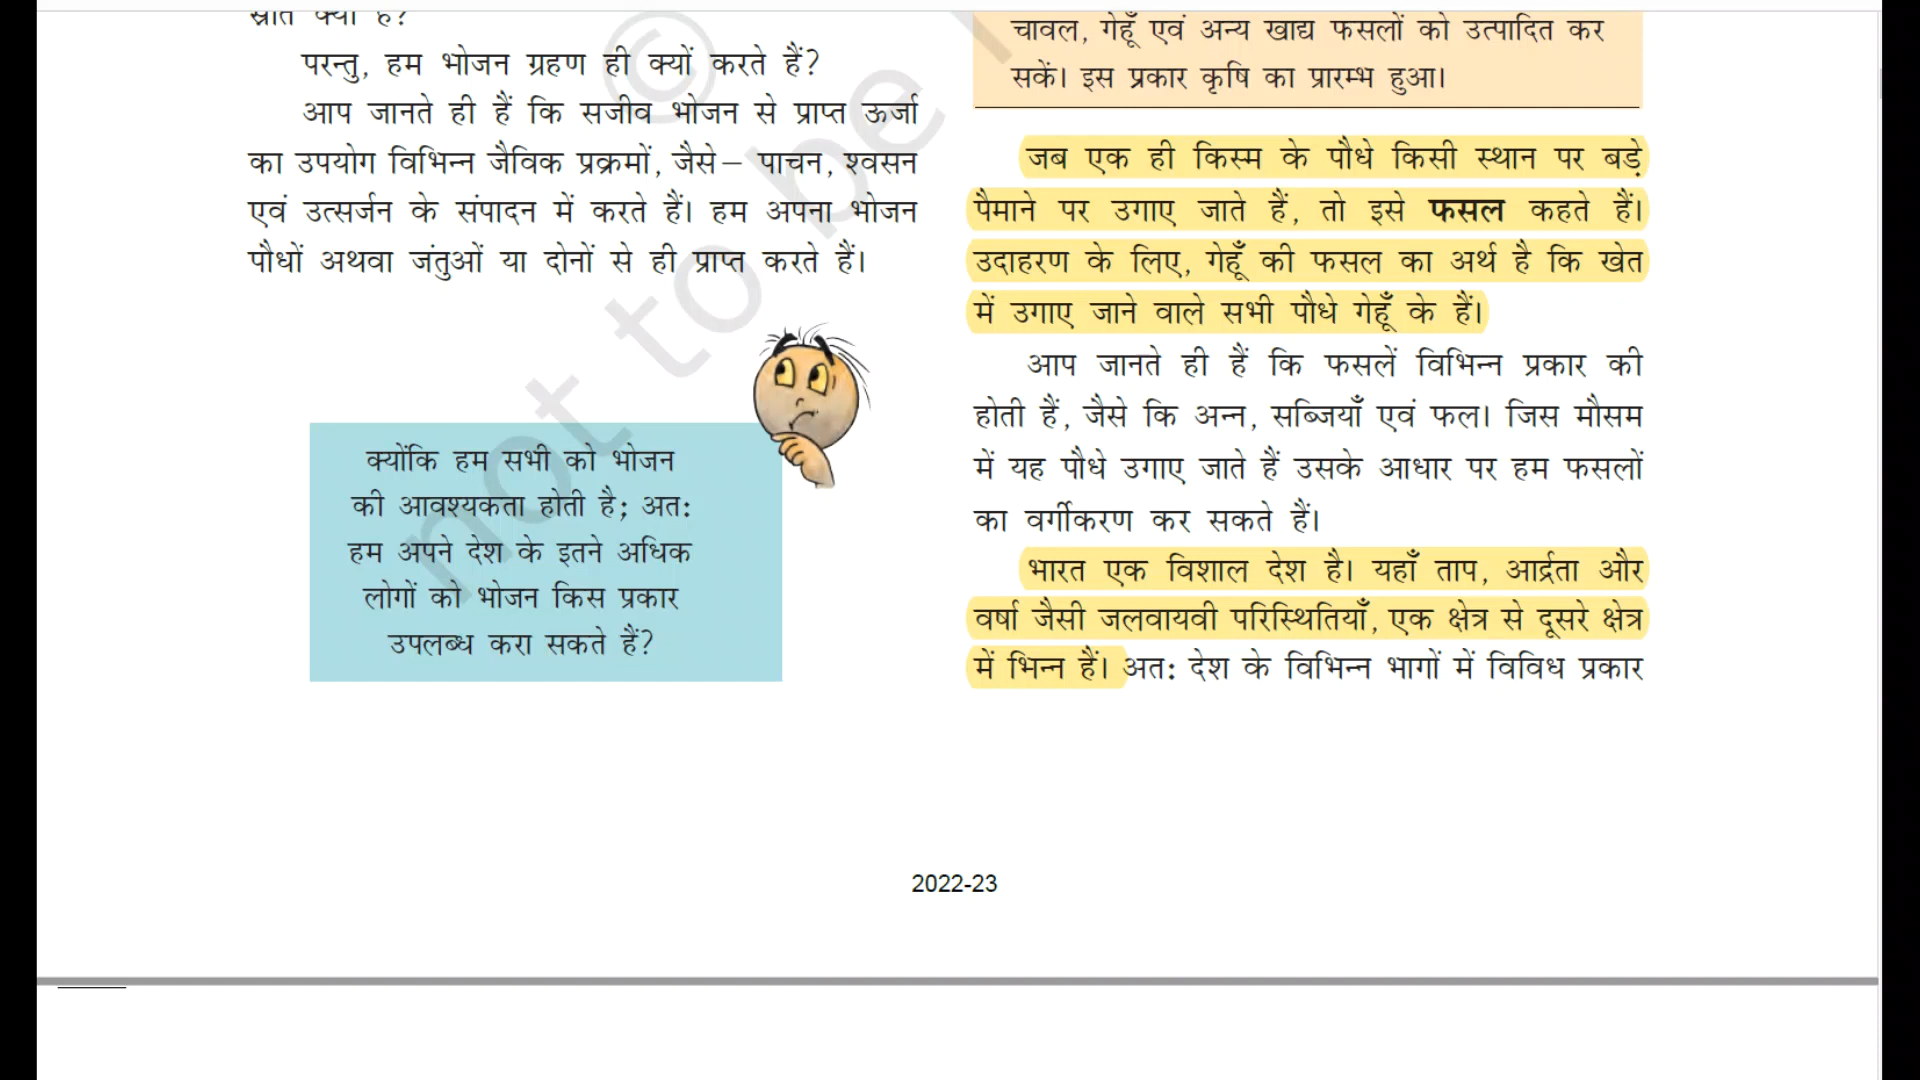 परन्तु, हम भोजन ग्रहण ही क्यों करते हैं?
आप जानते ही हैं कि सजीव भोजन से प्राप्त ऊर्जा
का उपयोग विभिन्न जैविक प्रक्रमों, जैसे– पाचन, श्वसन
एवं उत्सर्जन के संपादन में करते हैं। हम अपना भोजन
पौधों अथवा जंतुओं या दोनों से ही प्राप्त करते हैं।
क्योंकि हम सभी को भोजन
की आवश्यकता होती है; अतः
हम अपने देश के इतने अधिक
लोगों को भोजन किस प्रकार
उपलब्ध करा सकते हैं?
चावल, गेहूँ एवं अन्य खाद्य फसलों को उत्पादित कर
सकें। इस प्रकार कृषि का प्रारम्भ हुआ।
जब एक ही किस्म के पौधे किसी स्थान पर बड़े
पैमाने पर उगाए जाते हैं, तो इसे फसल कहते हैं।
उदाहरण के लिए, गेहूँ की फसल का अर्थ है कि खेत
में उगाए जाने वाले सभी पौधे गेहूँ के हैं।
आप जानते ही हैं कि फसलें विभिन्न प्रकार की
होती हैं, जैसे कि अन्न, सब्जियाँ एवं फल। जिस मौसम
में यह पौधे उगाए जाते हैं उसके आधार पर हम फसलों
का वर्गीकरण कर सकते हैं।
भारत एक विशाल देश है। यहाँ ताप, आर्द्रता और
वर्षा जैसी जलवायवी परिस्थितियाँ, एक क्षेत्र से दूसरे क्षेत्र
में भिन्न हैं। अतः देश के विभिन्न भागों में विविध प्रकार
© not to be
2022-23